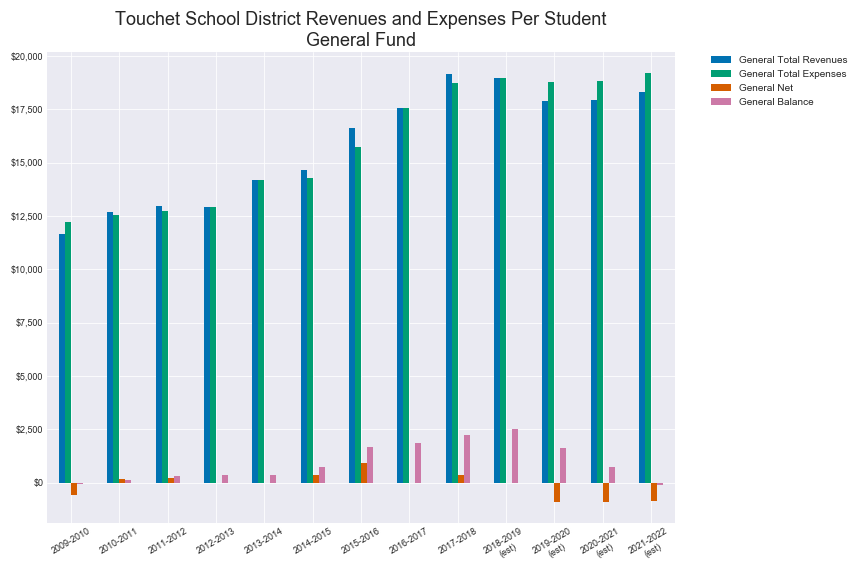 Touchet School District Revenues and Expenses Per Student
General Fund
General Total Revenues
General Total Expenses
General Net
General Balance
$20,000
$17,500
$15,000
$12,500
$10,000
$7,500
$5,000
$2,500
$0
2009-2010
2010-2011
2011-2012
2012-2013
2013-2014
2014-2015
2015-2016
2016-2017
2017-2018
2018-2019
(est)
2019-2020
(est)
2020-2021
(est)
2021-2022
(est)